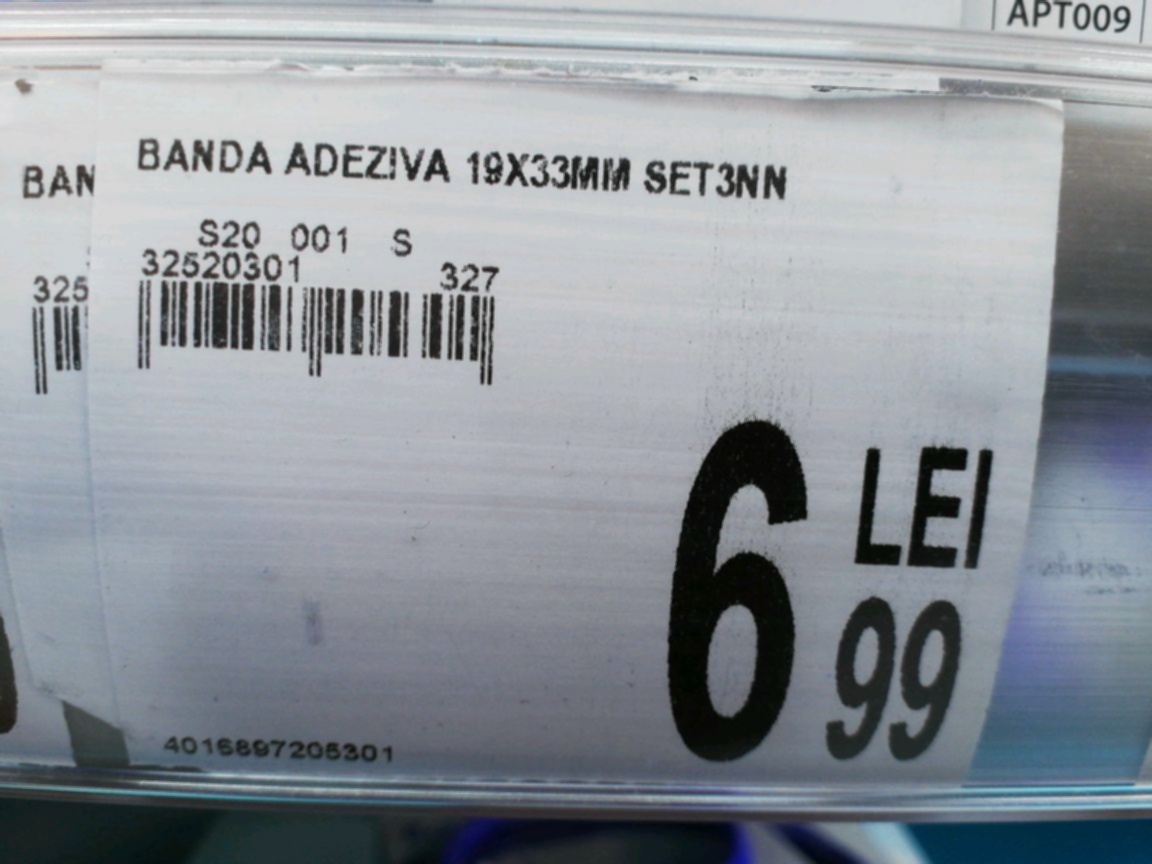 APT009
BAN
BANDA ADEZIVA 19X33MM SET3NN
S20 001 S
32520301 327
325
6 LEI
99
4016897205301